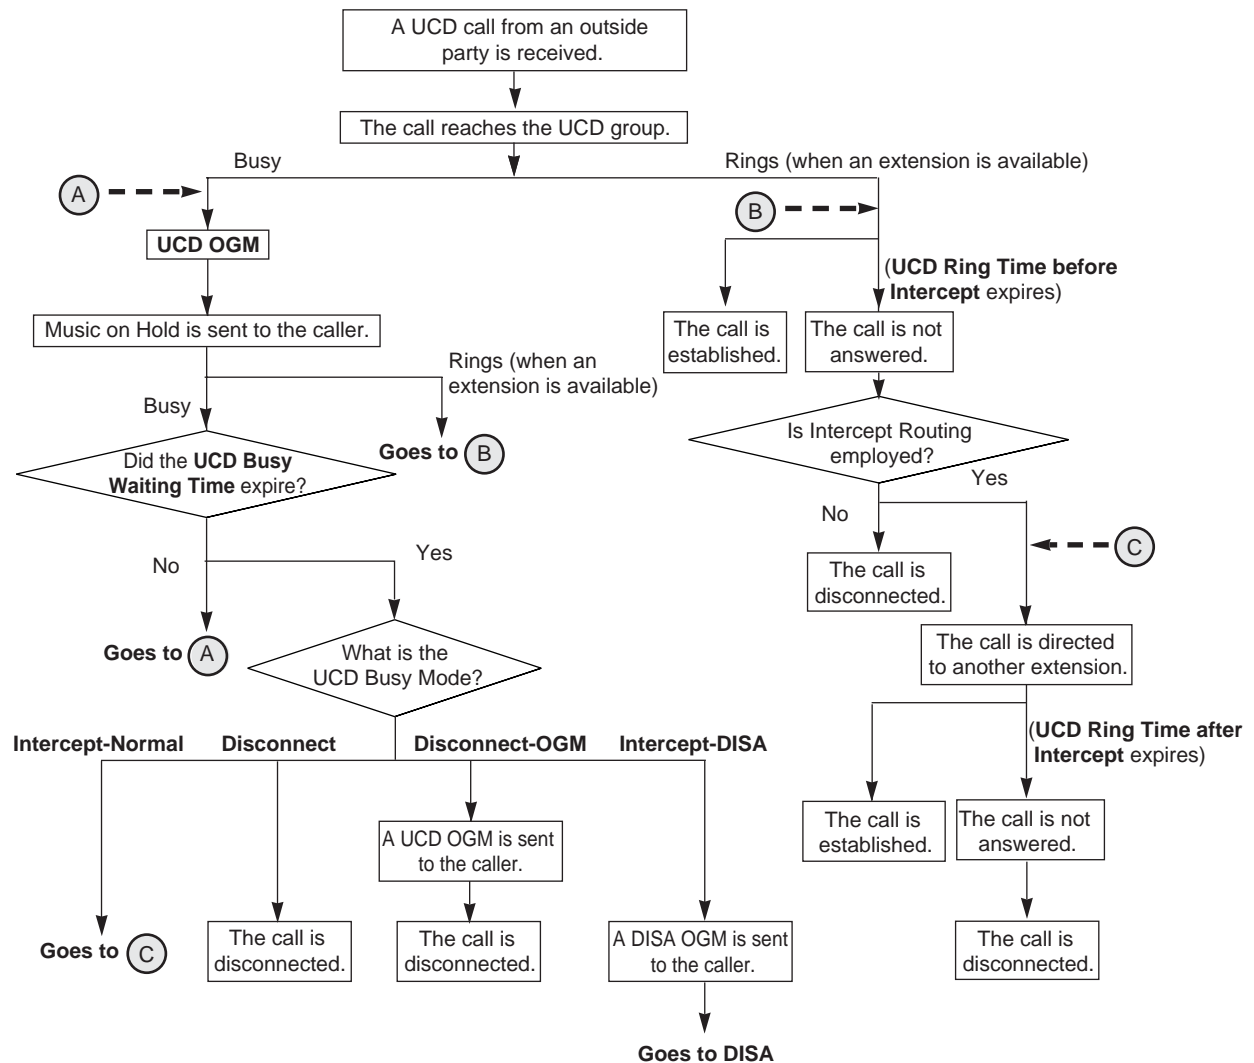 A UCD call from an outside
party is received.
The call reaches the UCD group.
Busy
Rings (when an extension is available)
A
B
UCD OGM
(UCD Ring Time before
Intercept expires)
Music on Hold is sent to the caller.
The call is
established.
The call is not
answered.
Rings (when an
extension is available)
Busy
Goes to B
Is Intercept Routing
employed?
Did the UCD Busy
Waiting Time expire?
Yes
No
C
No
Yes
The call is
disconnected.
Goes to A
What is the
UCD Busy Mode?
The call is directed
to another extension.
Intercept-Normal
Disconnect
Disconnect-OGM
Intercept-DISA
(UCD Ring Time after
Intercept expires)
A UCD OGM is sent
to the caller.
The call is
established.
The call is not
answered.
Goes to C
The call is
disconnected.
The call is
disconnected.
A DISA OGM is sent
to the caller.
The call is
disconnected.
Goes to DISA